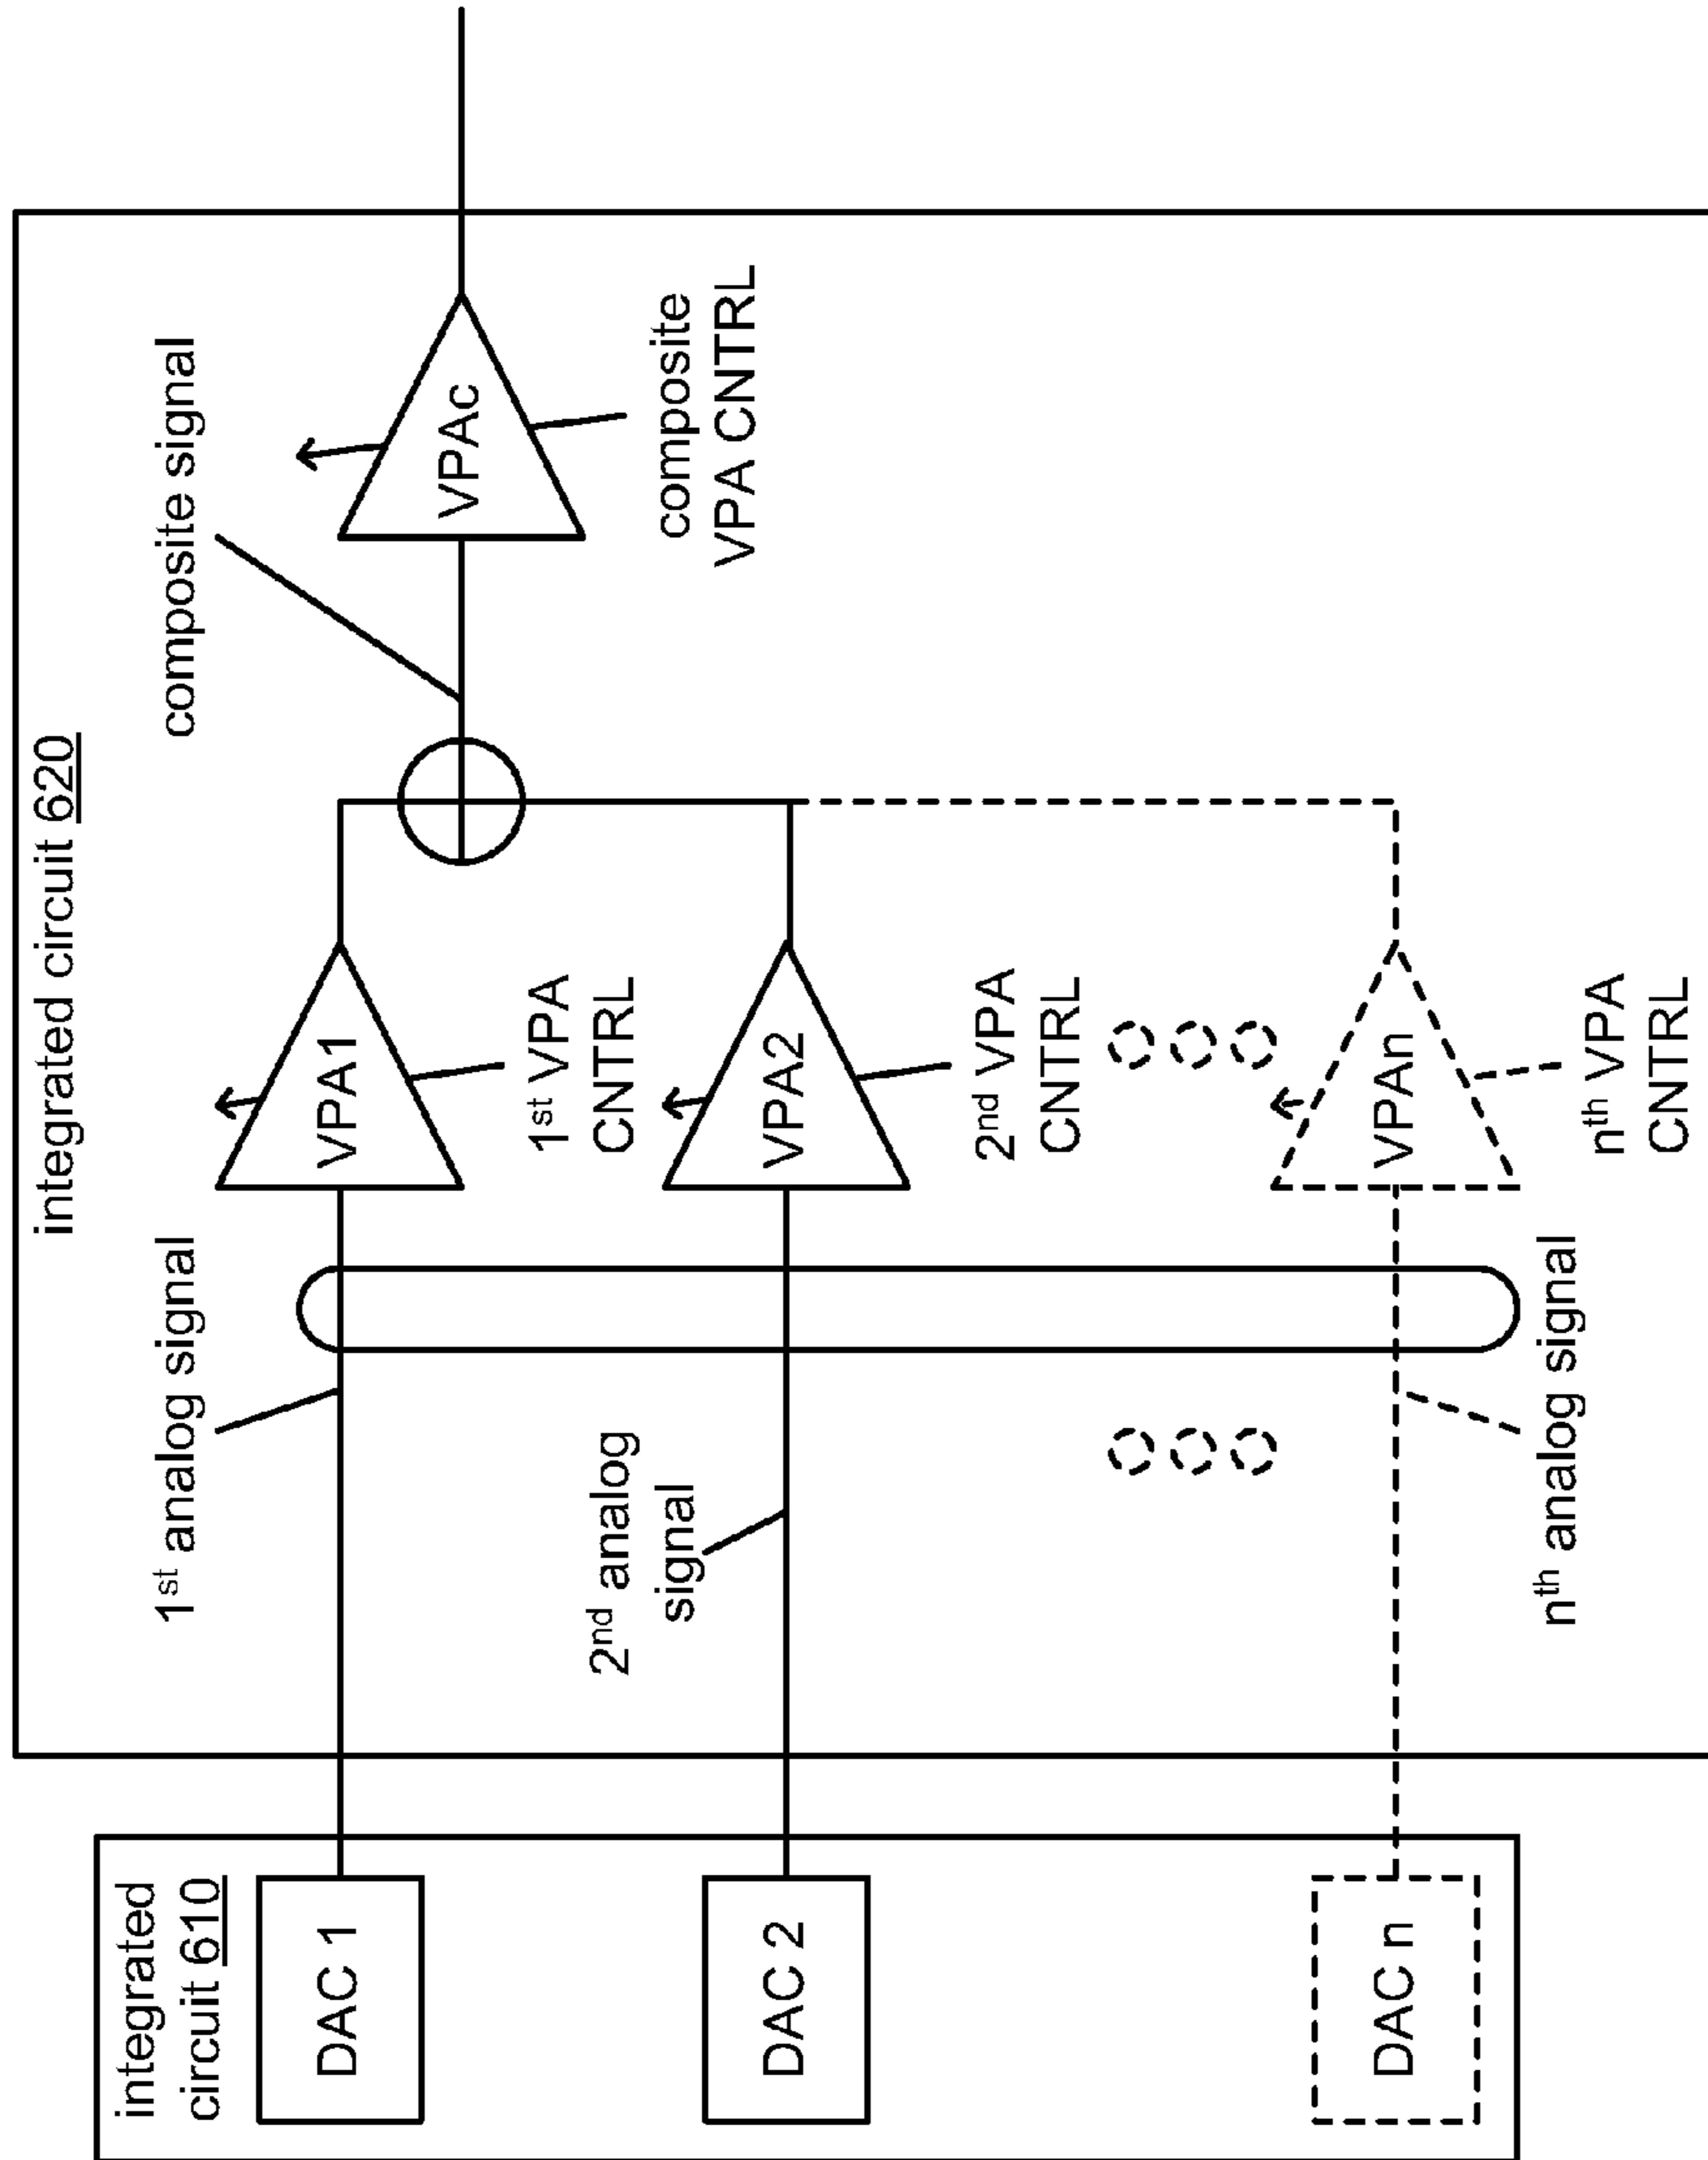 integrated circuit 620
integrated
circuit 610
DAC 1
DAC 2
DAC n
1st analog signal
2nd analog
signal
nth analog signal
VPA1
1st VPA
CNTRL
VPA2
2nd VPA
CNTRL
VPAn
nth VPA
CNTRL
composite signal
VPAc
composite
VPA CNTRL